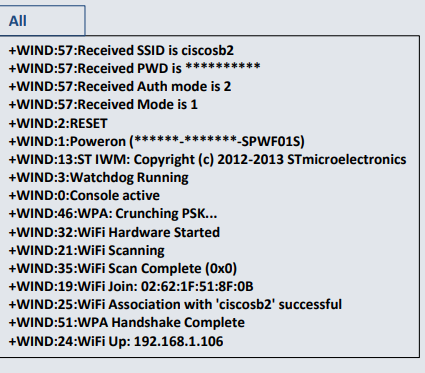 All
+WIND:57:Received SSID is ciscosb2
+WIND:57:Received PWD is **********
+WIND:57:Received Auth mode is 2
+WIND:57:Received Mode is 1
+WIND:2:RESET
+WIND:1:Poweron (******-*******-SPWF01S)
+WIND:13:ST IWM: Copyright (c) 2012-2013 STmicroelectronics
+WIND:3:Watchdog Running
+WIND:0:Console active
+WIND:46:WPA: Crunching PSK...
+WIND:32:WiFi Hardware Started
+WIND:21:WiFi Scanning
+WIND:35:WiFi Scan Complete (0x0)
+WIND:19:WiFi Join: 02:62:1F:51:8F:0B
+WIND:25:WiFi Association with 'ciscosb2' successful
+WIND:51:WPA Handshake Complete
+WIND:24:WiFi Up: 192.168.1.106